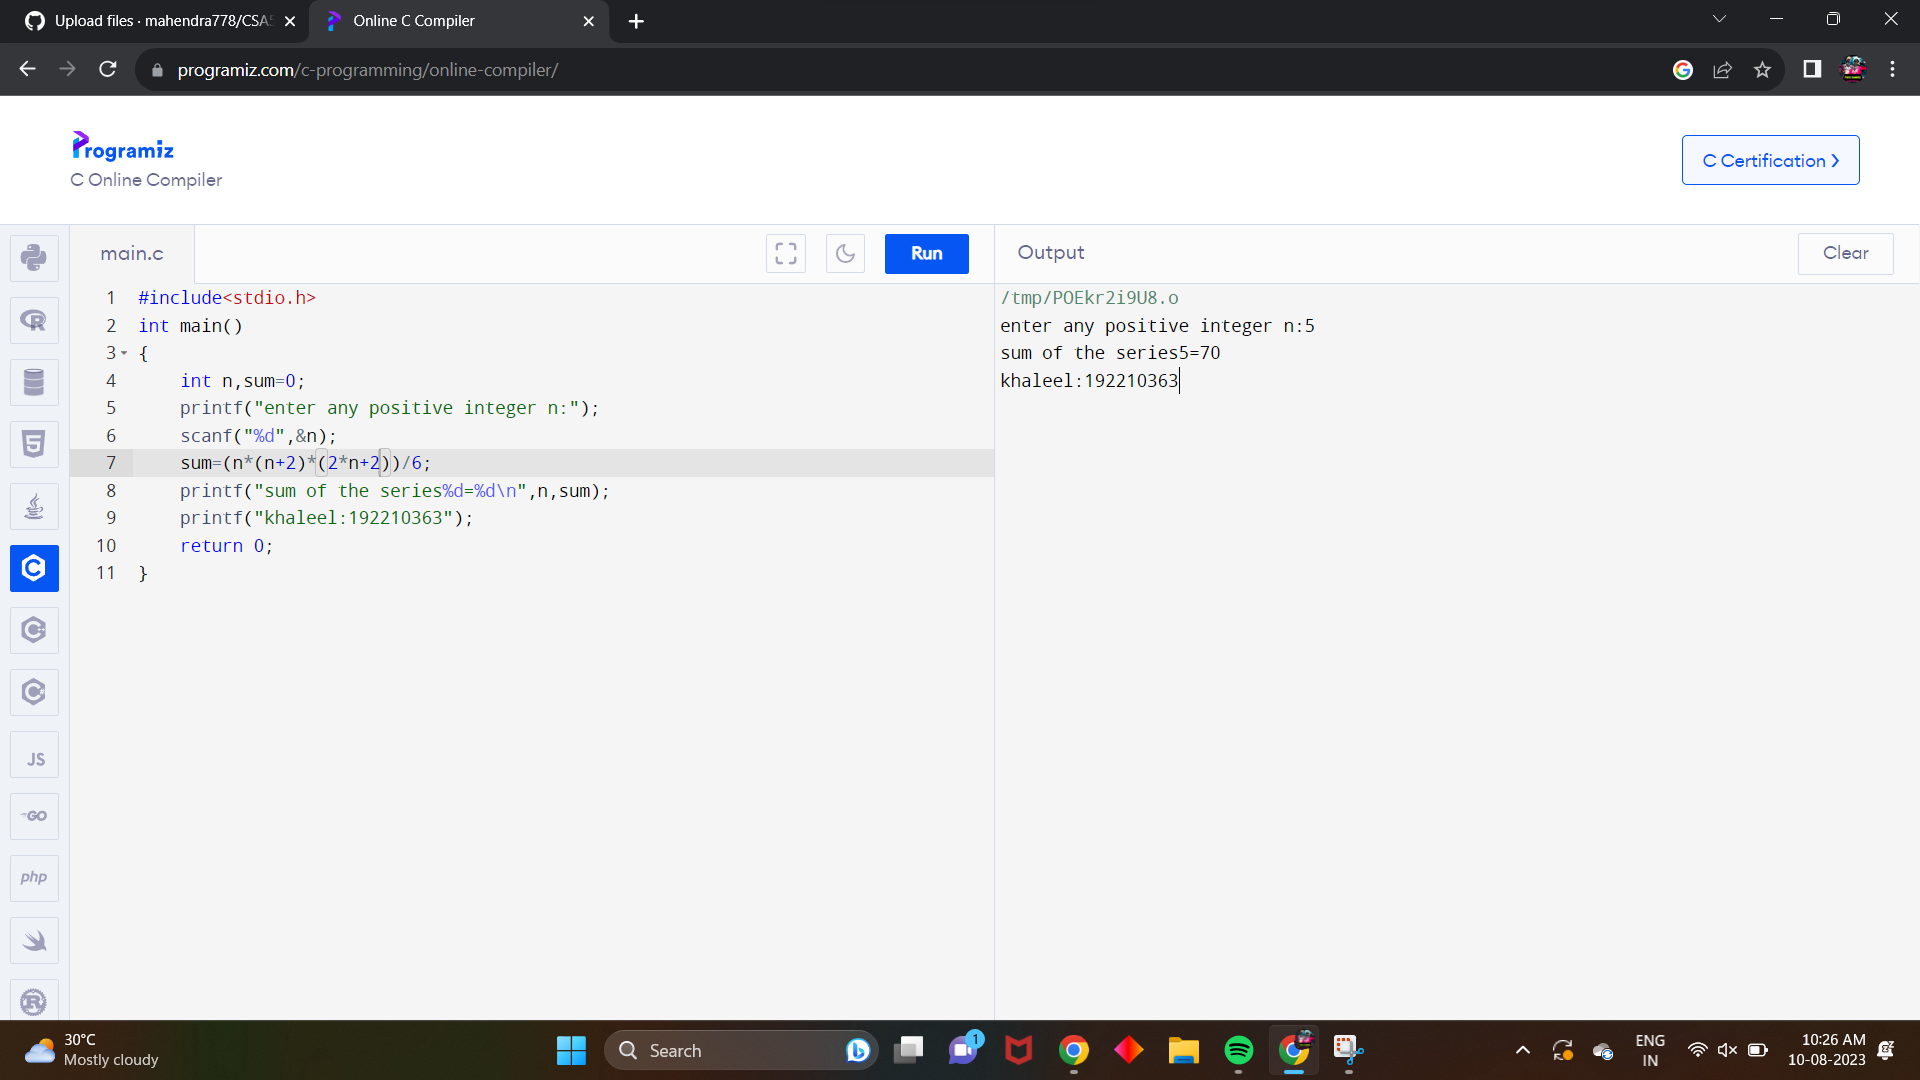 Upload files · mahendra778/CSAS
Online C Compiler
programiz.com/c-programming/online-compiler/
Programiz
C Online Compiler
C Certification
main.c
Run
Output
Clear
1 #include<stdio.h>
2 int main()
3 {
4 int n,sum=0;
5 printf("enter any positive integer n:");
6 scanf("%d",&n);
7 sum=(n*(n+2)*(2*n+2))/6;
8 printf("sum of the series%d=%d\n",n,sum);
9 printf("khaleel:192210363");
10 return 0;
11 }
/tmp/POEkr2i9U8.o
enter any positive integer n:5
sum of the series5=70
khaleel:192210363
R
5
C
JS
GO
php
30°C
Mostly cloudy
Search
1
ENG
IN
10:26 AM
10-08-2023